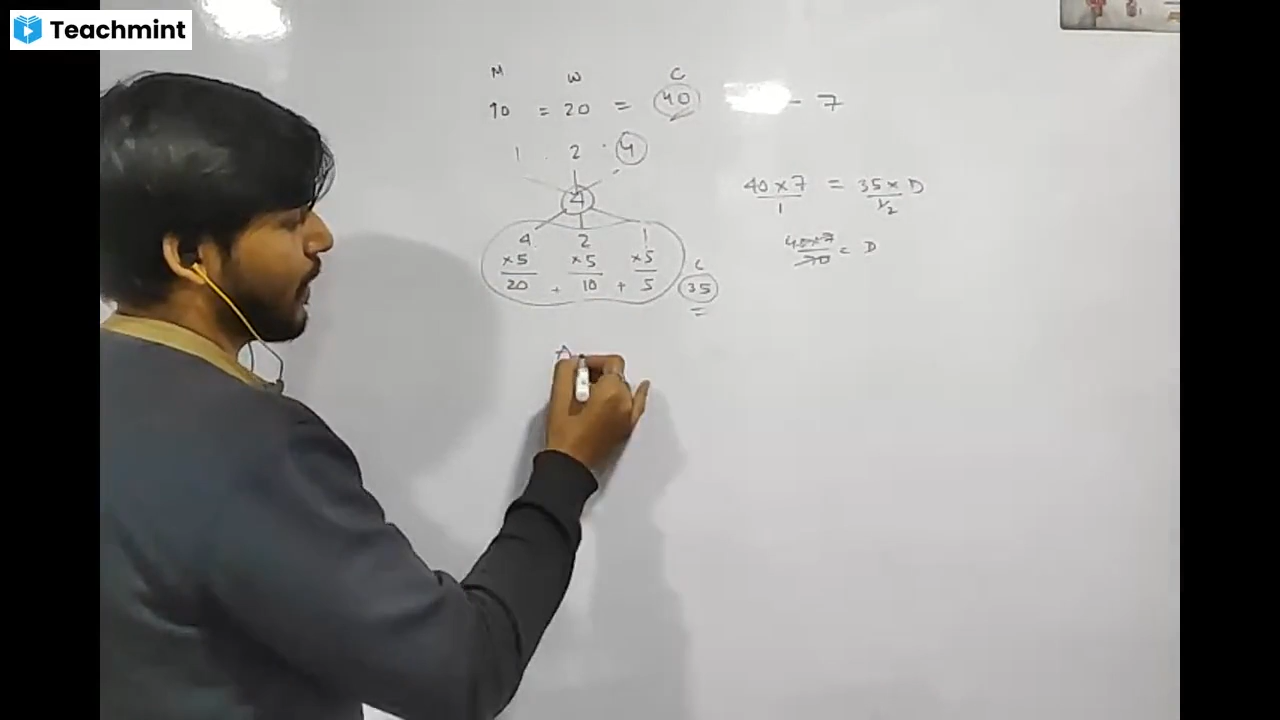 Teachmint
M W C
10 = 20 = 40 - 7
1 . 2 . 4
4
40 × 7 / 1 = 35 × D / 1/2
4 2 1
×5 ×5 ×5
20 + 10 + 5
C
35
40×7 / 70 = D
A